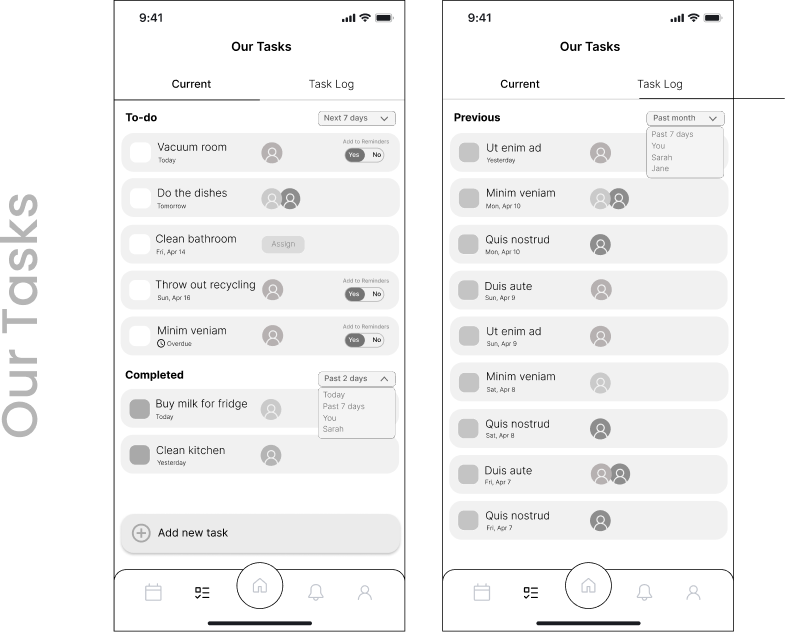 Our Tasks
9:41
Our Tasks
Current
Task Log
To-do
Next 7 days
Vacuum room
Today
Add to Reminders
Yes
No
Do the dishes
Tomorrow
Clean bathroom
Fri, Apr 14
Assign
Throw out recycling
Sun, Apr 16
Add to Reminders
Yes
No
Minim veniam
Overdue
Add to Reminders
Yes
No
Completed
Past 2 days
Today
Past 7 days
You
Sarah
Buy milk for fridge
Today
Clean kitchen
Yesterday
Add new task
9:41
Our Tasks
Current
Task Log
Previous
Past month
Past 7 days
You
Sarah
Jane
Ut enim ad
Yesterday
Minim veniam
Mon, Apr 10
Quis nostrud
Mon, Apr 10
Duis aute
Sun, Apr 9
Ut enim ad
Sun, Apr 9
Minim veniam
Sat, Apr 8
Quis nostrud
Sat, Apr 8
Duis aute
Fri, Apr 7
Quis nostrud
Fri, Apr 7